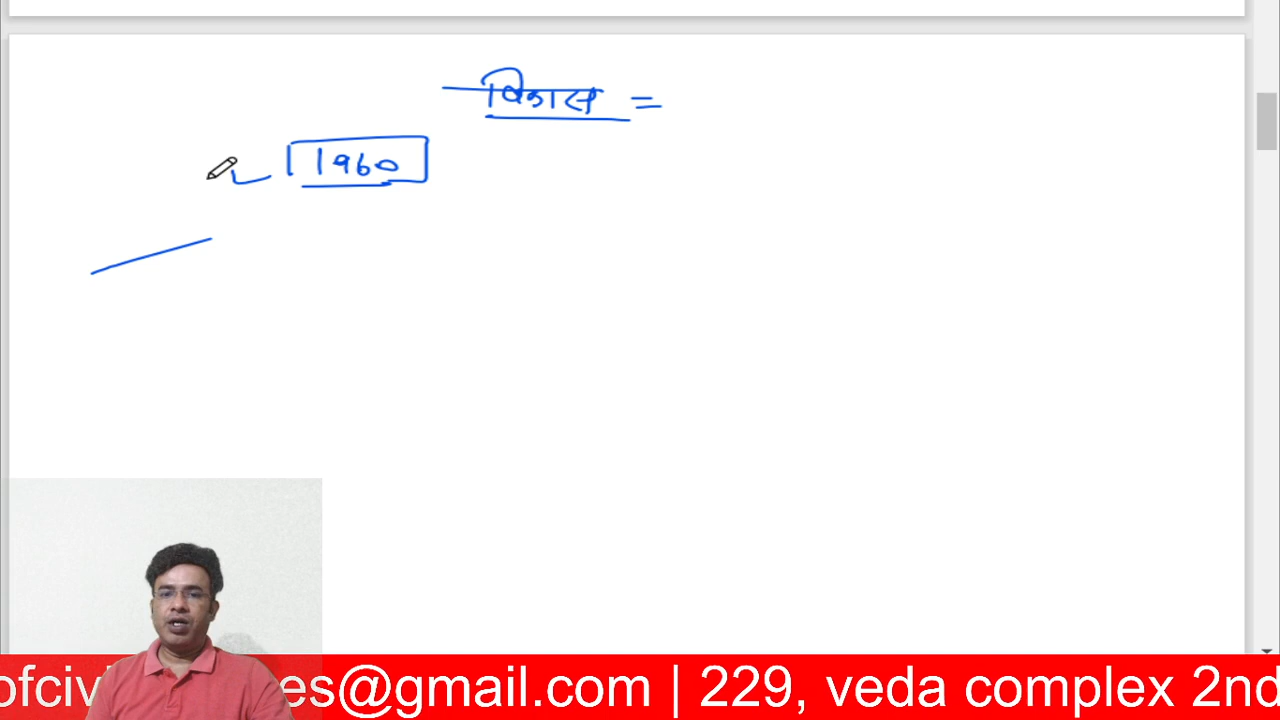 विकास =
1960
ofciv es@gmail.com | 229, veda complex 2nd